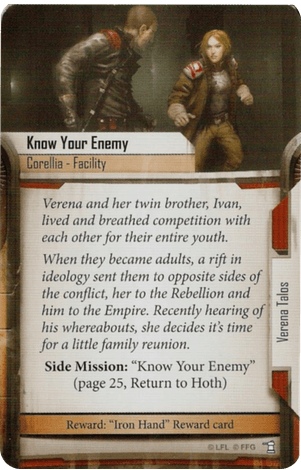 Know Your Enemy
Corellia - Facility
Verena and her twin brother, Ivan,
lived and breathed competition with
each other for their entire youth.
When they became adults, a rift in
ideology sent them to opposite sides of
the conflict, her to the Rebellion and
him to the Empire. Recently hearing of
his whereabouts, she decides it's time
for a little family reunion.
Side Mission: “Know Your Enemy”
(page 25, Return to Hoth)
Verena Talos
Reward: “Iron Hand” Reward card
© LFL © FFG